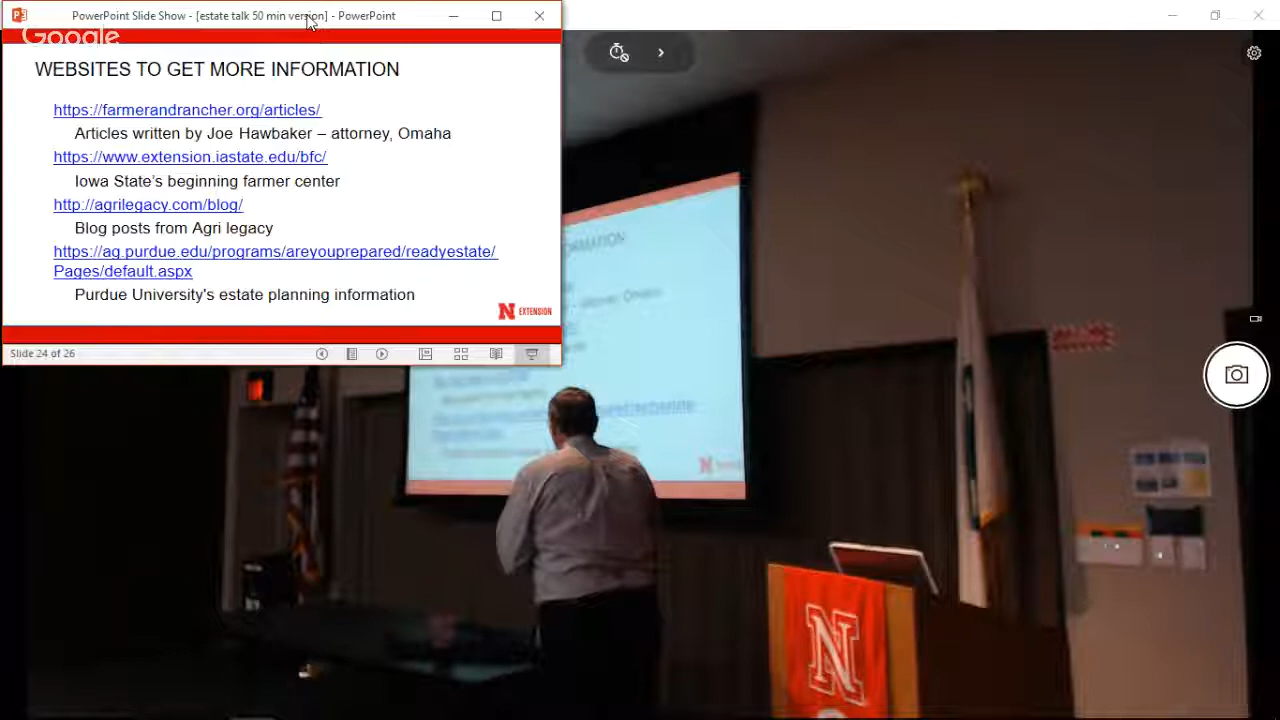 PowerPoint Slide Show - [estate talk 50 min version] - PowerPoint
Google
WEBSITES TO GET MORE INFORMATION
https://farmerandrancher.org/articles/
Articles written by Joe Hawbaker – attorney, Omaha
https://www.extension.iastate.edu/bfc/
Iowa State's beginning farmer center
http://agrilegacy.com/blog/
Blog posts from Agri legacy
https://ag.purdue.edu/programs/areyouprepared/readyestate/
Pages/default.aspx
Purdue University's estate planning information
N EXTENSION
Slide 24 of 26
N
N